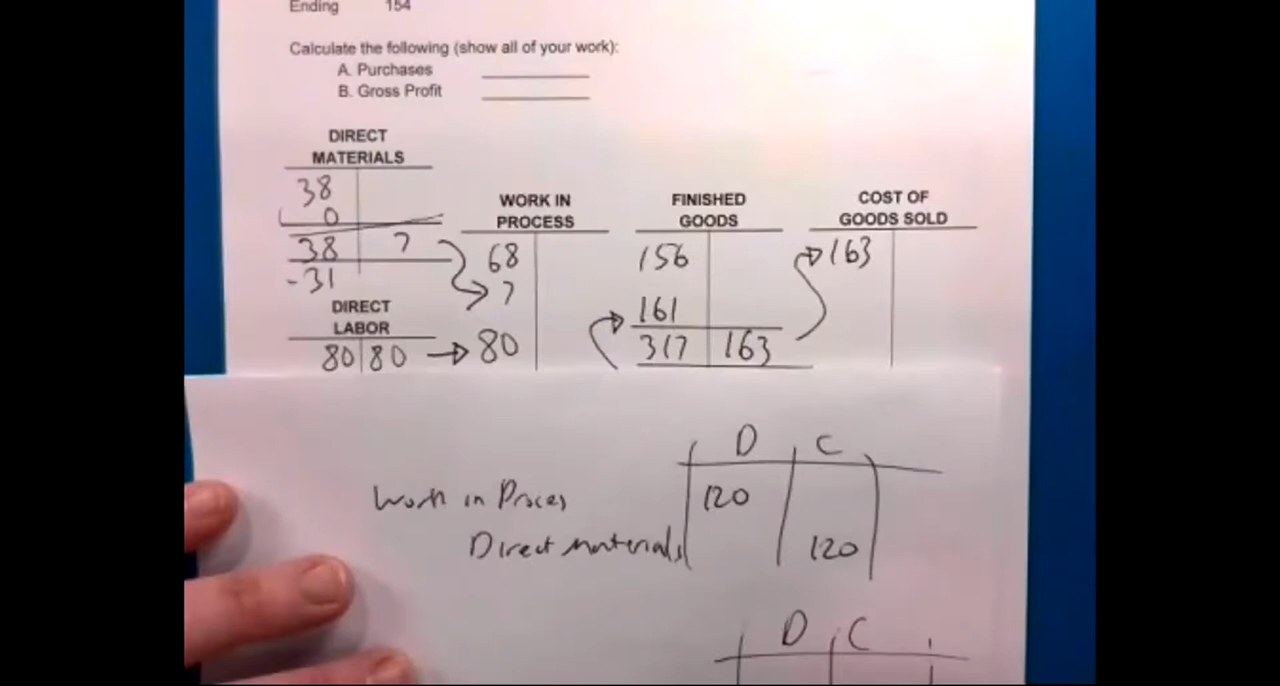 Ending 154
Calculate the following (show all of your work):
A. Purchases
B. Gross Profit
DIRECT
MATERIALS
38
0
38 7
-31
DIRECT
LABOR
80 80 → 80
WORK IN
PROCESS
68
7
FINISHED
GOODS
156
161
317 163
COST OF
GOODS SOLD
163
D C
Work in Proces 120
Direct Materials 120
D C